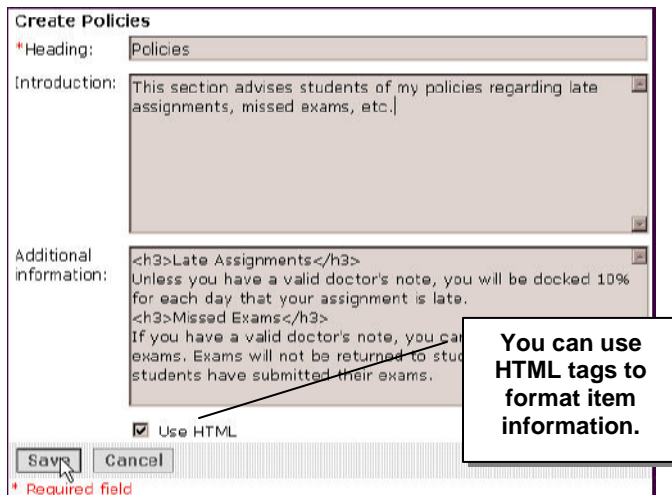 Create Policies
*Heading: Policies
Introduction: This section advises students of my policies regarding late
assignments, missed exams, etc.
Additional information:
<h3>Late Assignments</h3>
Unless you have a valid doctor's note, you will be docked 10%
for each day that your assignment is late.
<h3>Missed Exams</h3>
If you have a valid doctor's note, you
exams. Exams will not be returned to
students have submitted their exams.
You can use
HTML tags to
format item
information.
Use HTML
Save Cancel
* Required field